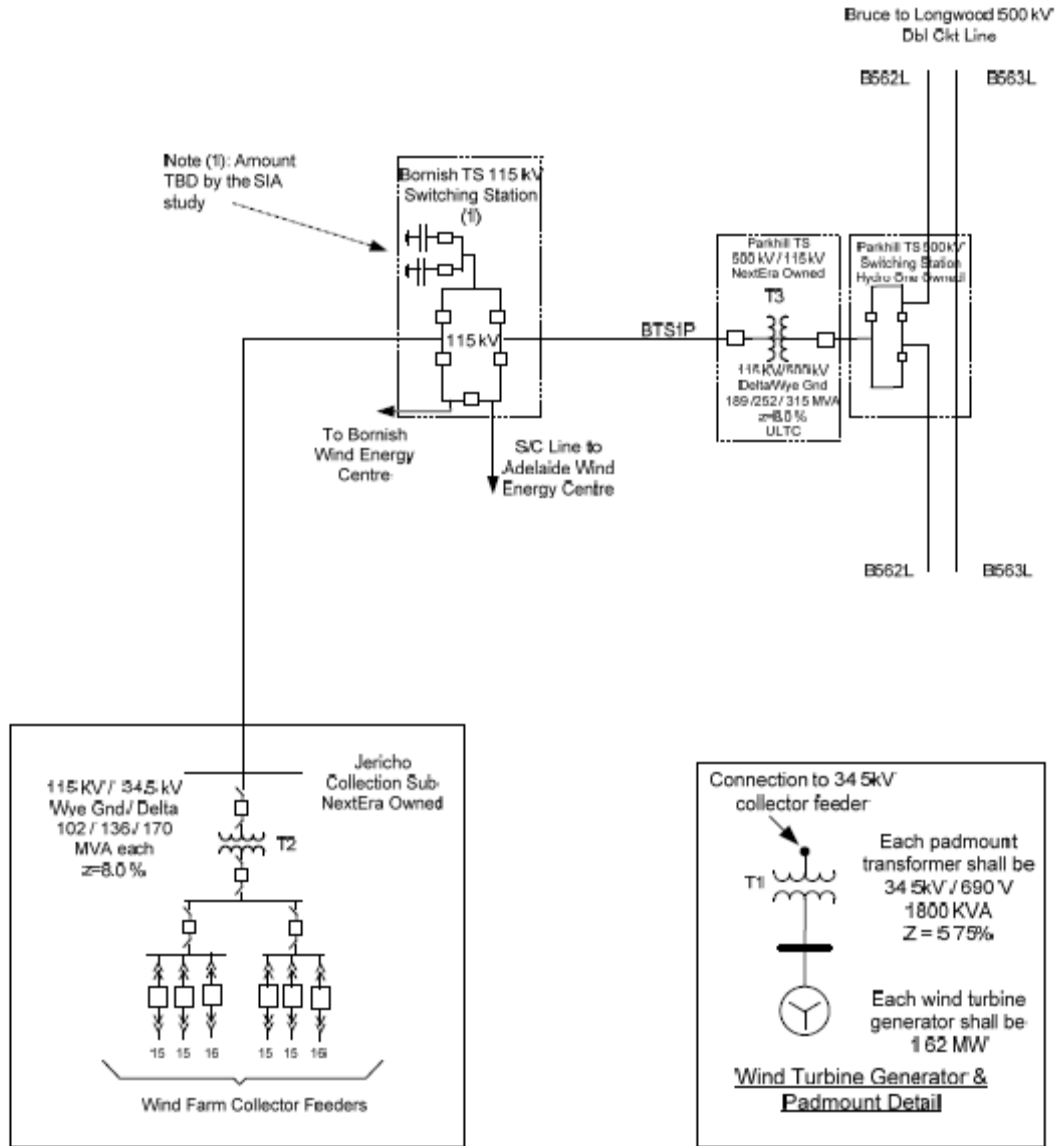 Bruce to Longwood 500 kV
Dbl Ckt Line
B562L
B563L
Note (1): Amount
TBD by the SIA
study
Bornish TS 115 kV
Switching Station
(1)
115 kV
To Bornish
Wind Energy
Centre
S/C Line to
Adelaide Wind
Energy Centre
BTS1P
Parkhill TS
500 kV / 115 kV
NextEra Owned
T3
115 KV/500kV
Delta/Wye Gnd
189 /252 / 315 MVA
z=8.0 %
ULTC
Parkhill TS 500kV
Switching Station
Hydro One Owned
B562L
B563L
115 KV / 34.5 kV
Wye Gnd / Delta
102 / 136 / 170
MVA each
z=8.0 %
Jericho
Collection Sub
NextEra Owned
T2
15 15 16 15 15 16
Wind Farm Collector Feeders
Connection to 34.5kV
collector feeder
T1
Each padmount
transformer shall be
34.5kV / 690 V
1800 KVA
Z = 5.75%
Each wind turbine
generator shall be
1.62 MW
Wind Turbine Generator &
Padmount Detail